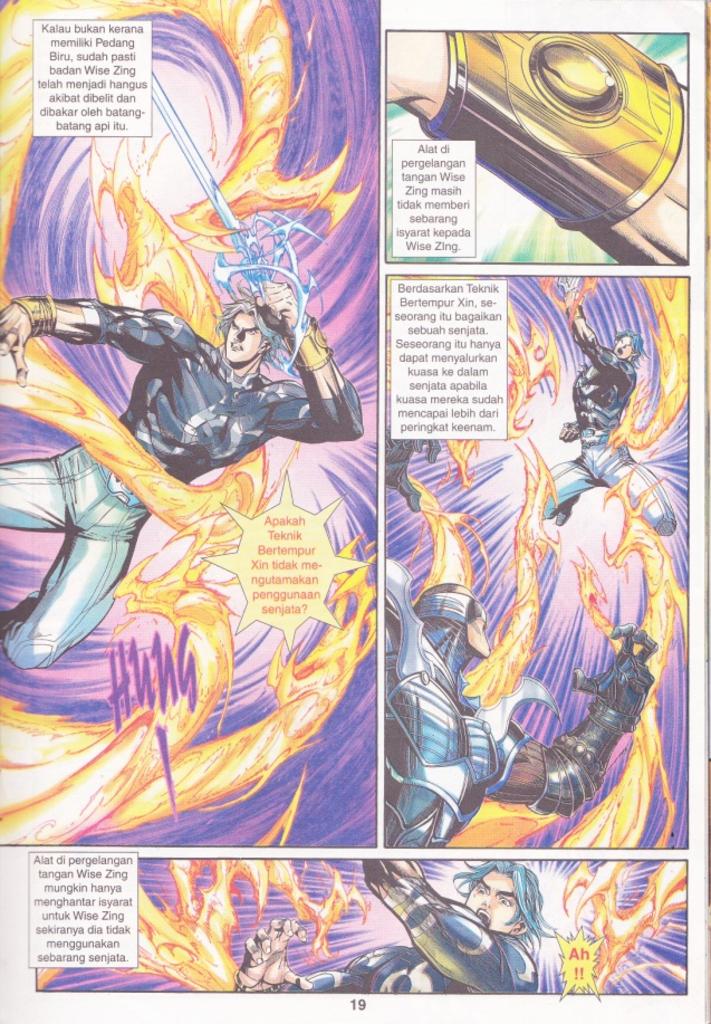 Kalau bukan kerana
memiliki Pedang
Biru, sudah pasti
badan Wise Zing
telah menjadi hangus
akibat dibelit dan
dibakar oleh batang-
batang api itu.
Apakah
Teknik
Bertempur
Xin tidak me-
ngutamakan
penggunaan
senjata?
HUNG!
Alat di
pergelangan
tangan Wise
Zing masih
tidak memberi
sebarang
isyarat kepada
Wise ZIng.
Berdasarkan Teknik
Bertempur Xin, se-
seorang itu bagaikan
sebuah senjata.
Seseorang itu hanya
dapat menyalurkan
kuasa ke dalam
senjata apabila
kuasa mereka sudah
mencapai lebih dari
peringkat keenam.
Alat di pergelangan
tangan Wise Zing
mungkin hanya
menghantar isyarat
untuk Wise Zing
sekiranya dia tidak
menggunakan
sebarang senjata.
Ah
!!
19